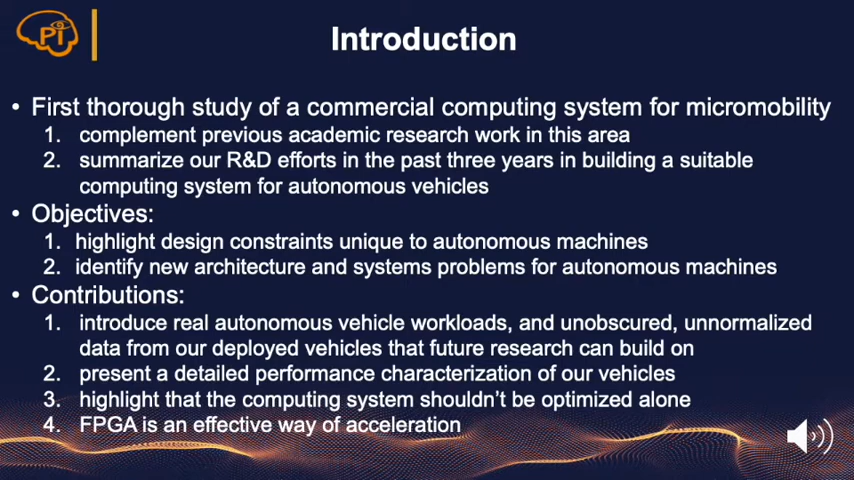 PI
Introduction
• First thorough study of a commercial computing system for micromobility
1. complement previous academic research work in this area
2. summarize our R&D efforts in the past three years in building a suitable
computing system for autonomous vehicles
• Objectives:
1. highlight design constraints unique to autonomous machines
2. identify new architecture and systems problems for autonomous machines
• Contributions:
1. introduce real autonomous vehicle workloads, and unobscured, unnormalized
data from our deployed vehicles that future research can build on
2. present a detailed performance characterization of our vehicles
3. highlight that the computing system shouldn't be optimized alone
4. FPGA is an effective way of acceleration